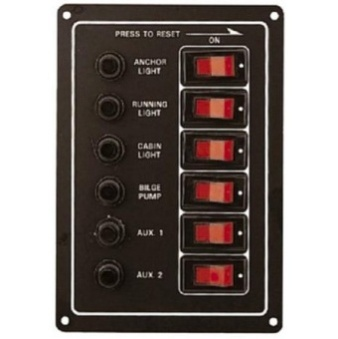 PRESS TO RESET
ON
ANCHOR
LIGHT
RUNNING
LIGHT
CABIN
LIGHT
BILGE
PUMP
AUX. 1
AUX. 2